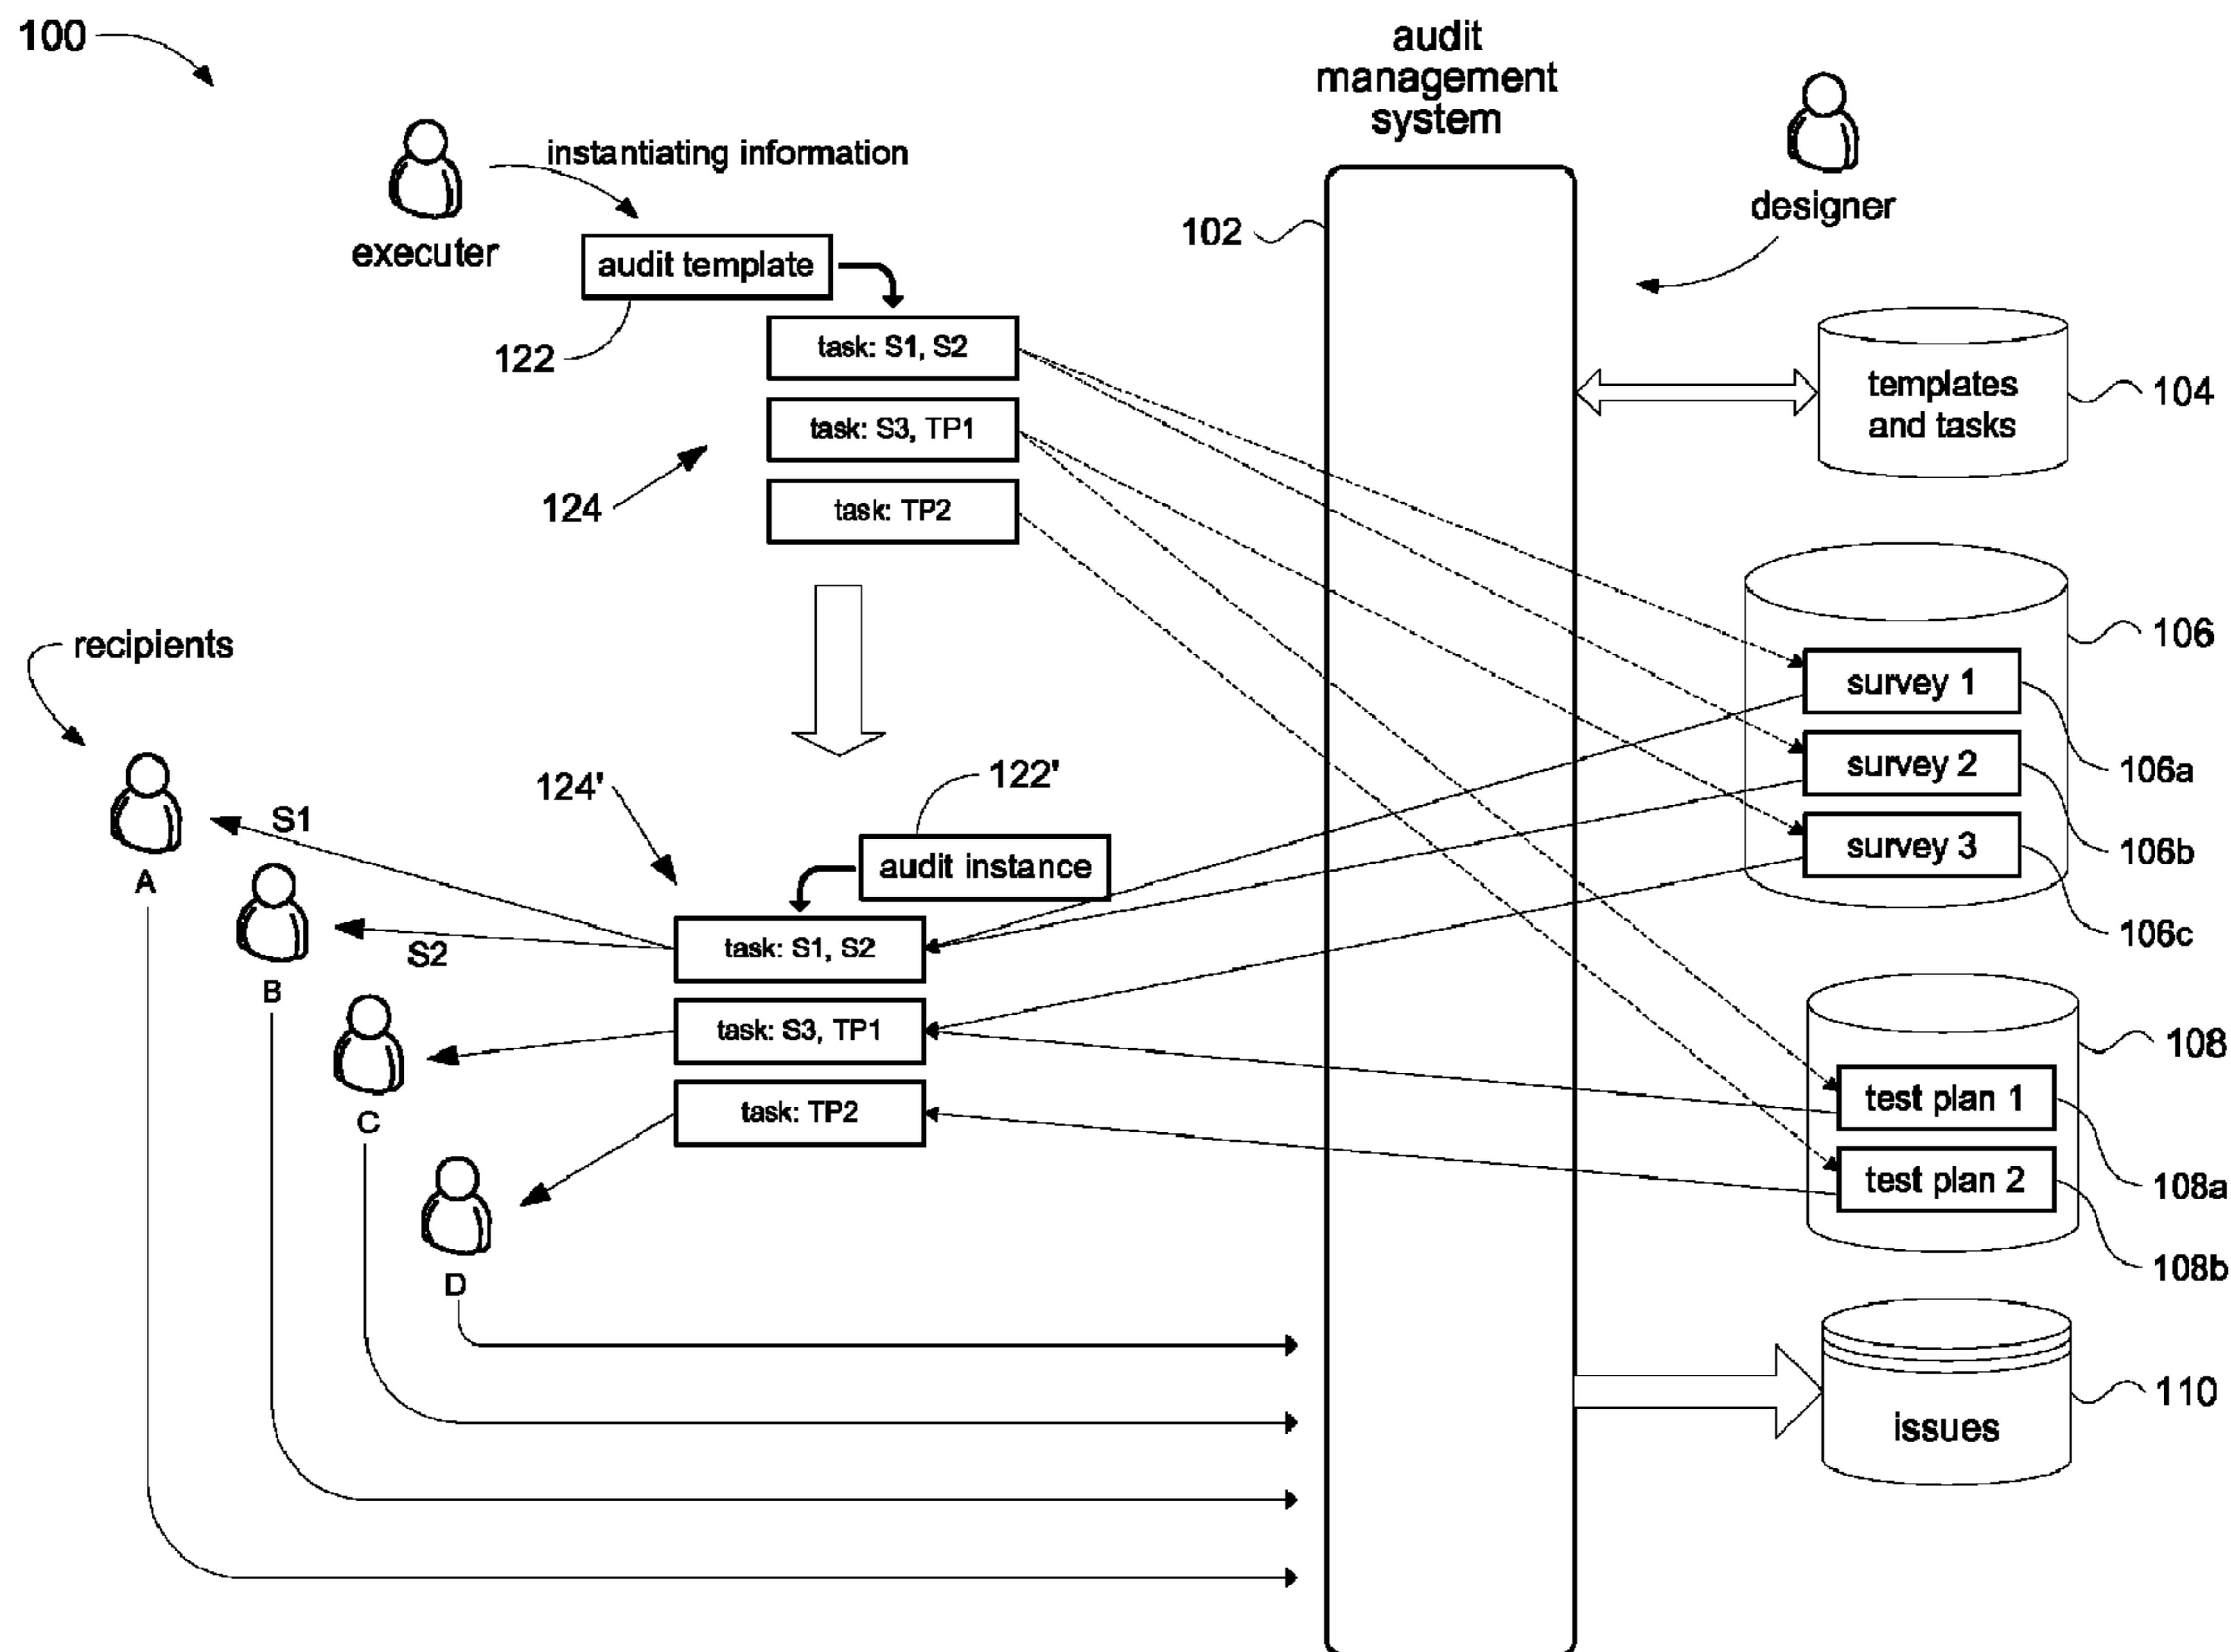 100
audit
management
system
instantiating information
executer
designer
102
audit template
122
task: S1, S2
task: S3, TP1
task: TP2
124
templates
and tasks
104
recipients
106
survey 1
survey 2
survey 3
106a
106b
106c
124'
122'
audit instance
S1
A
S2
B
task: S1, S2
task: S3, TP1
task: TP2
C
D
108
test plan 1
test plan 2
108a
108b
110
issues